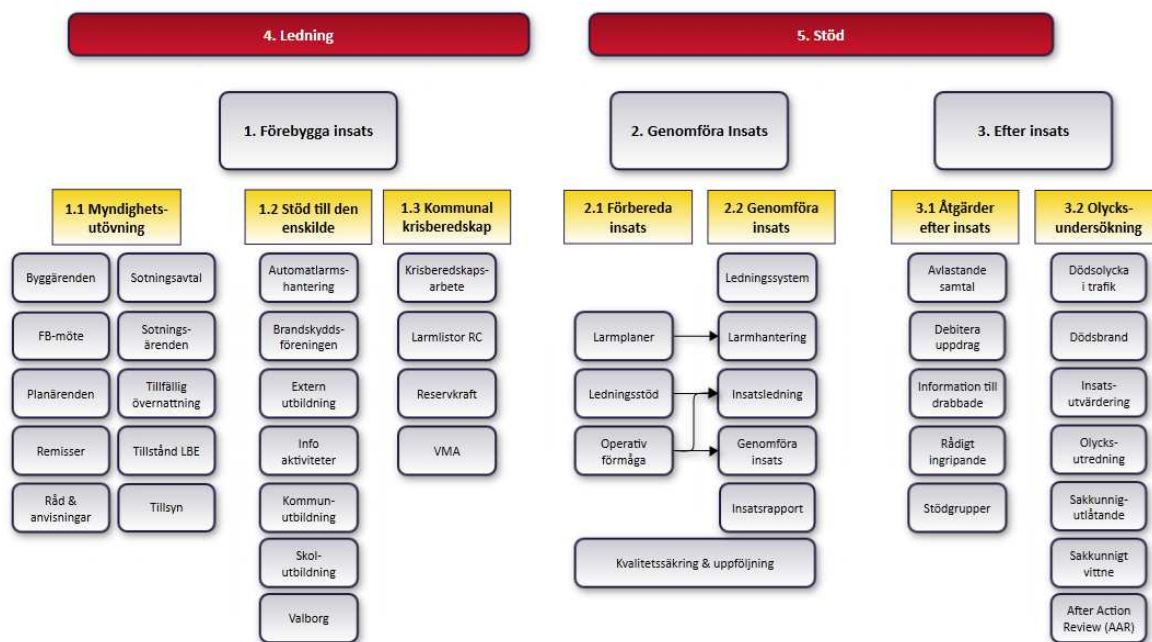 4. Ledning
5. Stöd
1. Förebygga insats
2. Genomföra Insats
3. Efter insats
1.1 Myndighets-
utövning
1.2 Stöd till den
enskilde
1.3 Kommunal
krisberedskap
2.1 Förbereda
insats
2.2 Genomföra
insats
3.1 Åtgärder
efter insats
3.2 Olycks-
undersökning
Byggärenden
FB-möte
Planärenden
Remisser
Råd &
anvisningar
Sotningsavtal
Sotnings-
ärenden
Tillfällig
övernattning
Tillstånd LBE
Tillsyn
Automatlarms-
hantering
Brandskydds-
föreningen
Extern
utbildning
Info
aktiviteter
Kommun-
utbildning
Skol-
utbildning
Valborg
Krisberedskaps-
arbete
Larmlistor RC
Reservkraft
VMA
Larmplaner
Ledningsstöd
Operativ
förmåga
Ledningssystem
Larmhantering
Insatsledning
Genomföra
insats
Insatsrapport
Kvalitetssäkring & uppföljning
Avlastande
samtal
Debitera
uppdrag
Information till
drabbade
Rådigt
ingripande
Stödgrupper
Dödsolycka
i trafik
Dödsbrand
Insats-
utvärdering
Olycks-
utredning
Sakkunnig-
utlåtande
Sakkunnigt
vittne
After Action
Review (AAR)